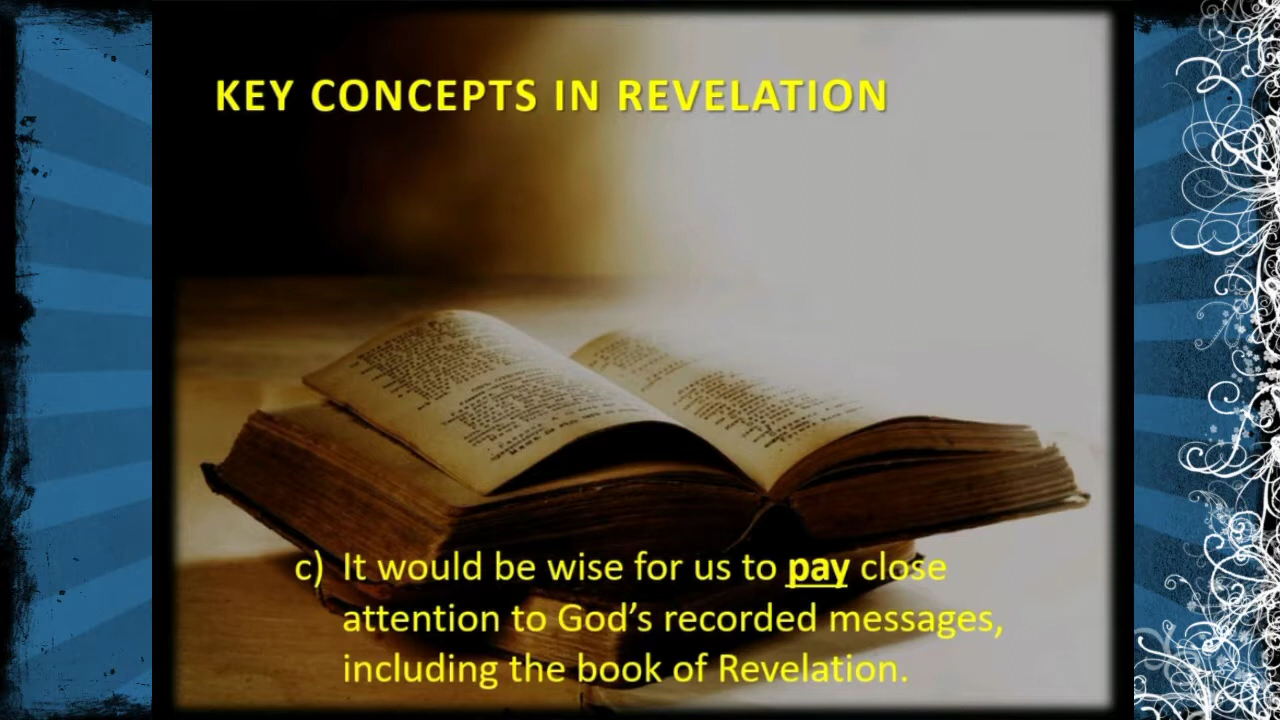 KEY CONCEPTS IN REVELATION
c) It would be wise for us to pay close
attention to God's recorded messages,
including the book of Revelation.